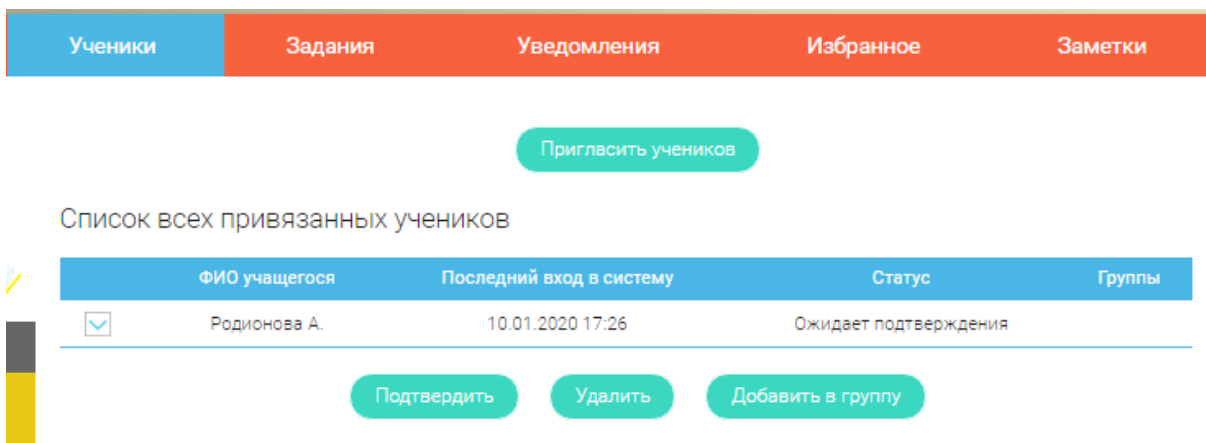 Ученики Задания Уведомления Избранное Заметки
Пригласить учеников
Список всех привязанных учеников
ФИО учащегося Последний вход в систему Статус Группы
Родионова А. 10.01.2020 17:26 Ожидает подтверждения
Подтвердить Удалить Добавить в группу